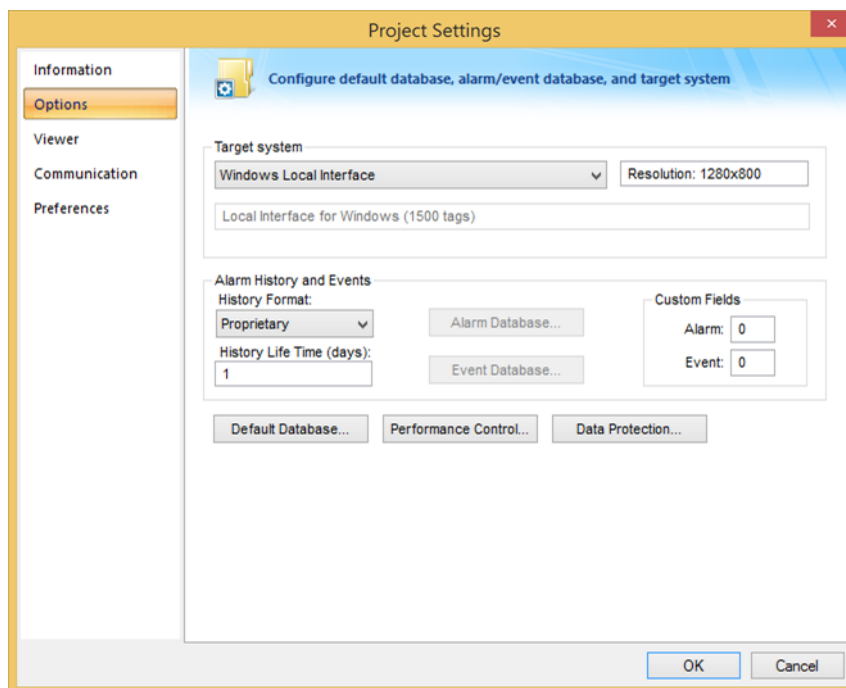 Project Settings
Information
Options
Viewer
Communication
Preferences
Configure default database, alarm/event database, and target system
Target system
Windows Local Interface
Resolution: 1280x800
Local Interface for Windows (1500 tags)
Alarm History and Events
History Format:
Proprietary
Alarm Database...
History Life Time (days):
1
Event Database...
Custom Fields
Alarm: 0
Event: 0
Default Database...
Performance Control...
Data Protection...
OK
Cancel